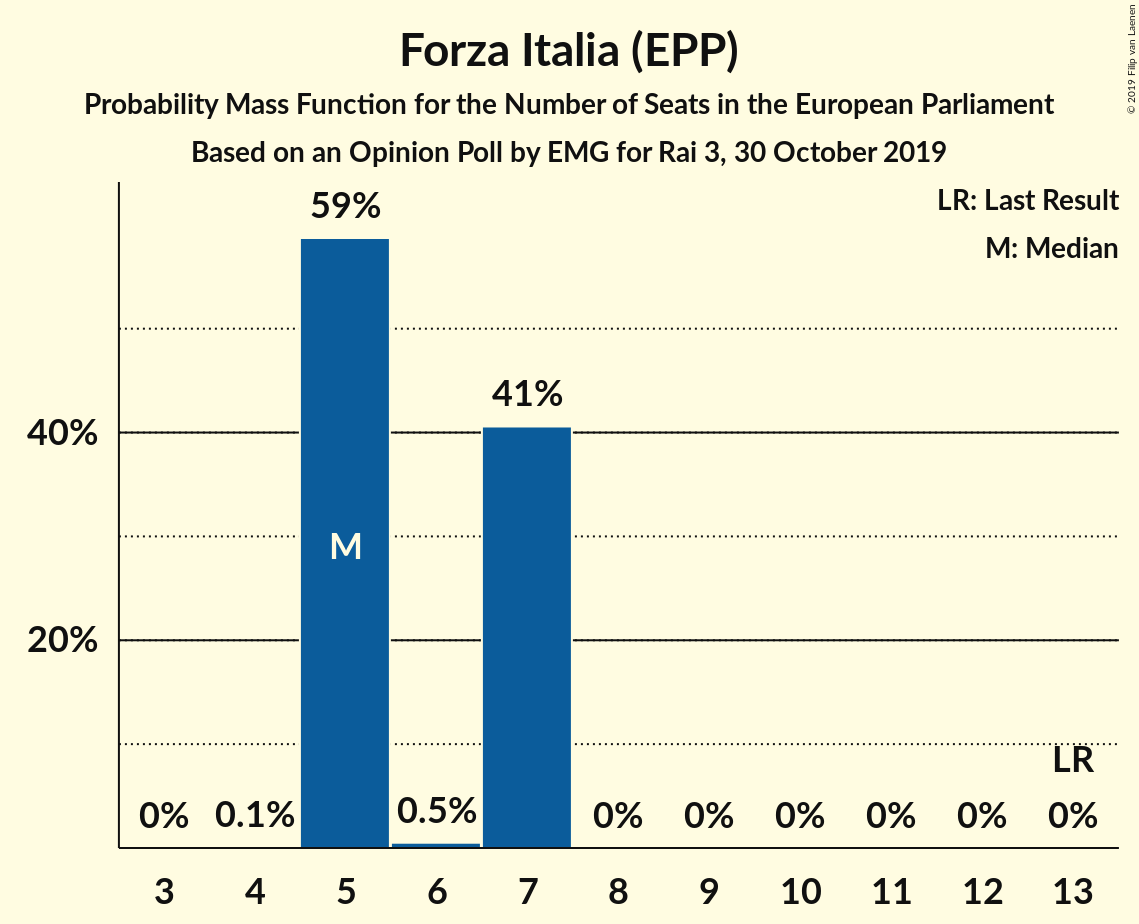 Forza Italia (EPP)
Probability Mass Function for the Number of Seats in the European Parliament
Based on an Opinion Poll by EMG for Rai 3, 30 October 2019
© 2019 Filip van Laenen
LR: Last Result
M: Median
59%
41%
40%
M
20%
LR
0% 0.1% 0.5% 0% 0% 0% 0% 0% 0%
3 4 5 6 7 8 9 10 11 12 13